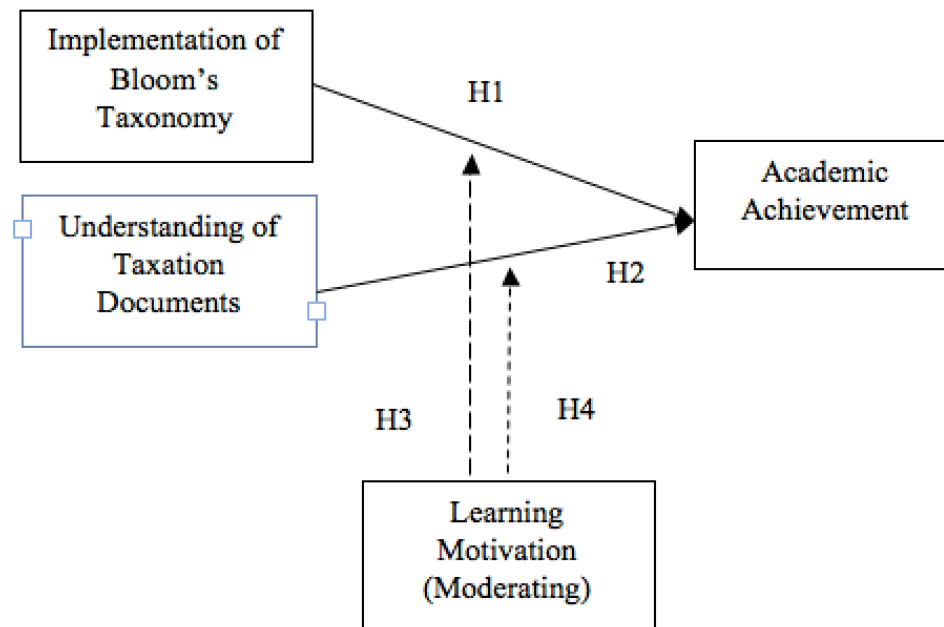 Implementation of
Bloom’s
Taxonomy
H1
Academic
Achievement
Understanding of
Taxation
Documents
H2
H3
H4
Learning
Motivation
(Moderating)